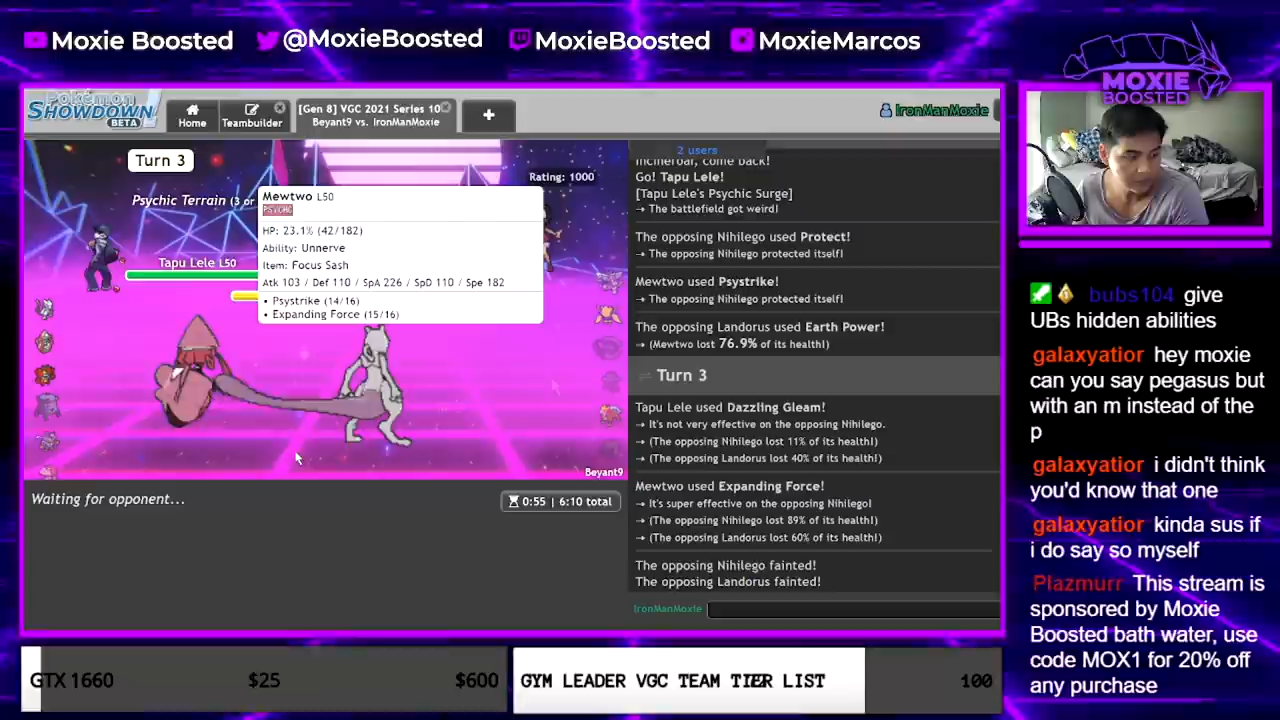 Moxie Boosted @MoxieBoosted MoxieBoosted MoxieMarcos
MOXIE
BOOSTED
Pokémon
SHOWDOWN
BETA
Home
Teambuilder
[Gen 8] VGC 2021 Series 10
Beyant9 vs. IronManMoxie
IronManMoxie
Turn 3
Rating: 1000
Psychic Terrain (3 or
Tapu Lele L50
Mewtwo L50
PSYCHIC
HP: 23.1% (42/182)
Ability: Unnerve
Item: Focus Sash
Atk 103 / Def 110 / SpA 226 / SpD 110 / Spe 182
• Psystrike (14/16)
• Expanding Force (15/16)
Beyant9
Waiting for opponent...
0:55 | 6:10 total
2 users
Incineroar, come back!
Go! Tapu Lele!
[Tapu Lele's Psychic Surge]
→ The battlefield got weird!
The opposing Nihilego used Protect!
→ The opposing Nihilego protected itself!
Mewtwo used Psystrike!
→ The opposing Nihilego protected itself!
The opposing Landorus used Earth Power!
→ (Mewtwo lost 76.9% of its health!)
Turn 3
Tapu Lele used Dazzling Gleam!
→ It's not very effective on the opposing Nihilego.
→ (The opposing Nihilego lost 11% of its health!)
→ (The opposing Landorus lost 40% of its health!)
Mewtwo used Expanding Force!
→ It's super effective on the opposing Nihilego!
→ (The opposing Nihilego lost 89% of its health!)
→ (The opposing Landorus lost 60% of its health!)
The opposing Nihilego fainted!
The opposing Landorus fainted!
IronManMoxie
bubs104 give
UBs hidden abilities
galaxyatior hey moxie
can you say pegasus but
with an m instead of the
p
galaxyatior i didn't think
you'd know that one
galaxyatior kinda sus if
i do say so myself
Plazmurr This stream is
sponsored by Moxie
Boosted bath water, use
code MOX1 for 20% off
any purchase
GTX 1660 $25 $600
GYM LEADER VGC TEAM TIER LIST 100